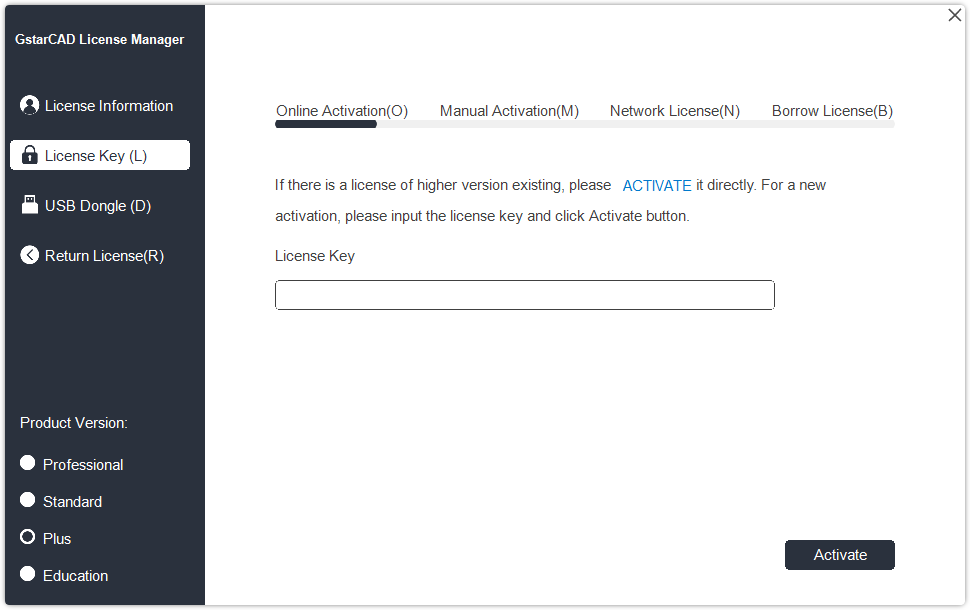 GstarCAD License Manager
License Information
License Key (L)
USB Dongle (D)
Return License(R)
Product Version:
Professional
Standard
Plus
Education
Online Activation(O) Manual Activation(M) Network License(N) Borrow License(B)
If there is a license of higher version existing, please ACTIVATE it directly. For a new
activation, please input the license key and click Activate button.
License Key
Activate